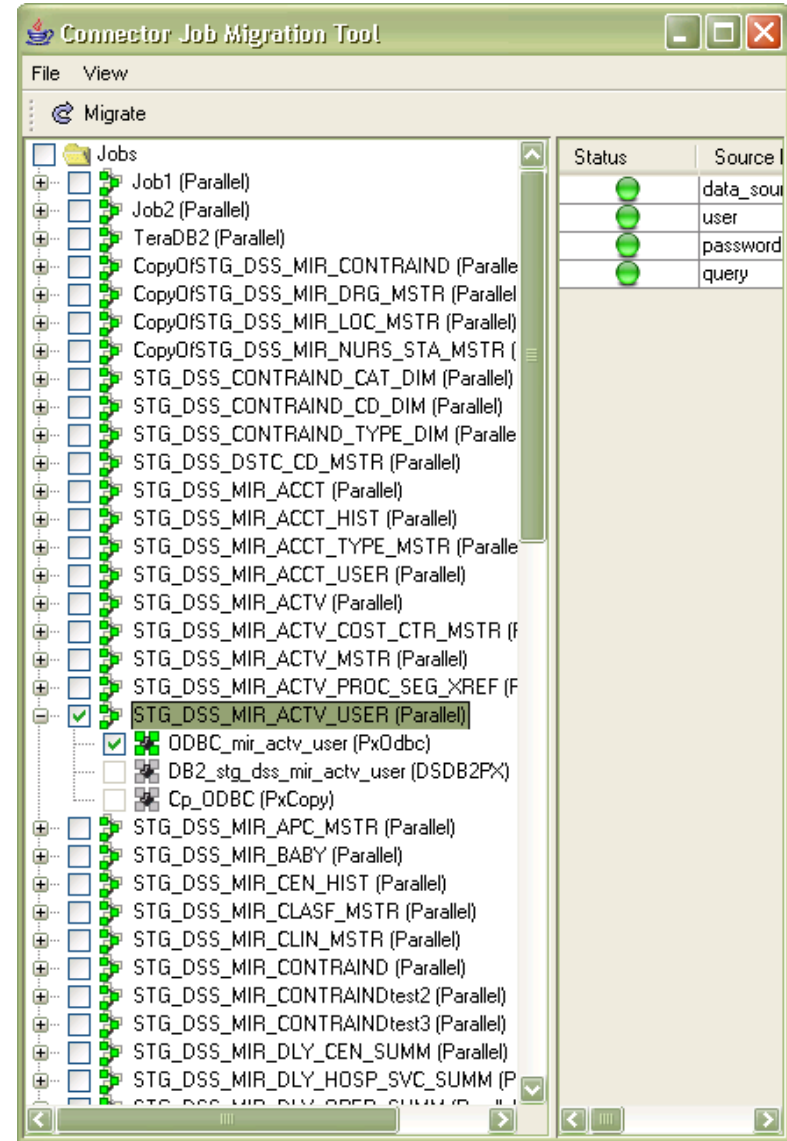 Connector Job Migration Tool
File View
Migrate
Jobs
Job1 (Parallel)
Job2 (Parallel)
TeraDB2 (Parallel)
CopyOfSTG_DSS_MIR_CONTRAIND (Paralle
CopyOfSTG_DSS_MIR_DRG_MSTR (Parallel
CopyOfSTG_DSS_MIR_LOC_MSTR (Parallel)
CopyOfSTG_DSS_MIR_NURS_STA_MSTR (
STG_DSS_CONTRAIND_CAT_DIM (Parallel)
STG_DSS_CONTRAIND_CD_DIM (Parallel)
STG_DSS_CONTRAIND_TYPE_DIM (Paralle
STG_DSS_DSTC_CD_MSTR (Parallel)
STG_DSS_MIR_ACCT (Parallel)
STG_DSS_MIR_ACCT_HIST (Parallel)
STG_DSS_MIR_ACCT_TYPE_MSTR (Paralle
STG_DSS_MIR_ACCT_USER (Parallel)
STG_DSS_MIR_ACTV (Parallel)
STG_DSS_MIR_ACTV_COST_CTR_MSTR (F
STG_DSS_MIR_ACTV_MSTR (Parallel)
STG_DSS_MIR_ACTV_PROC_SEG_XREF (F
STG_DSS_MIR_ACTV_USER (Parallel)
ODBC_mir_actv_user (PxOdbc)
DB2_stg_dss_mir_actv_user (DSDB2PX)
Cp_ODBC (PxCopy)
STG_DSS_MIR_APC_MSTR (Parallel)
STG_DSS_MIR_BABY (Parallel)
STG_DSS_MIR_CEN_HIST (Parallel)
STG_DSS_MIR_CLASF_MSTR (Parallel)
STG_DSS_MIR_CLIN_MSTR (Parallel)
STG_DSS_MIR_CONTRAIND (Parallel)
STG_DSS_MIR_CONTRAINDtest2 (Parallel)
STG_DSS_MIR_CONTRAINDtest3 (Parallel)
STG_DSS_MIR_DLY_CEN_SUMM (Parallel)
STG_DSS_MIR_DLY_HOSP_SVC_SUMM (P
Status Source
data_sour
user
password
query